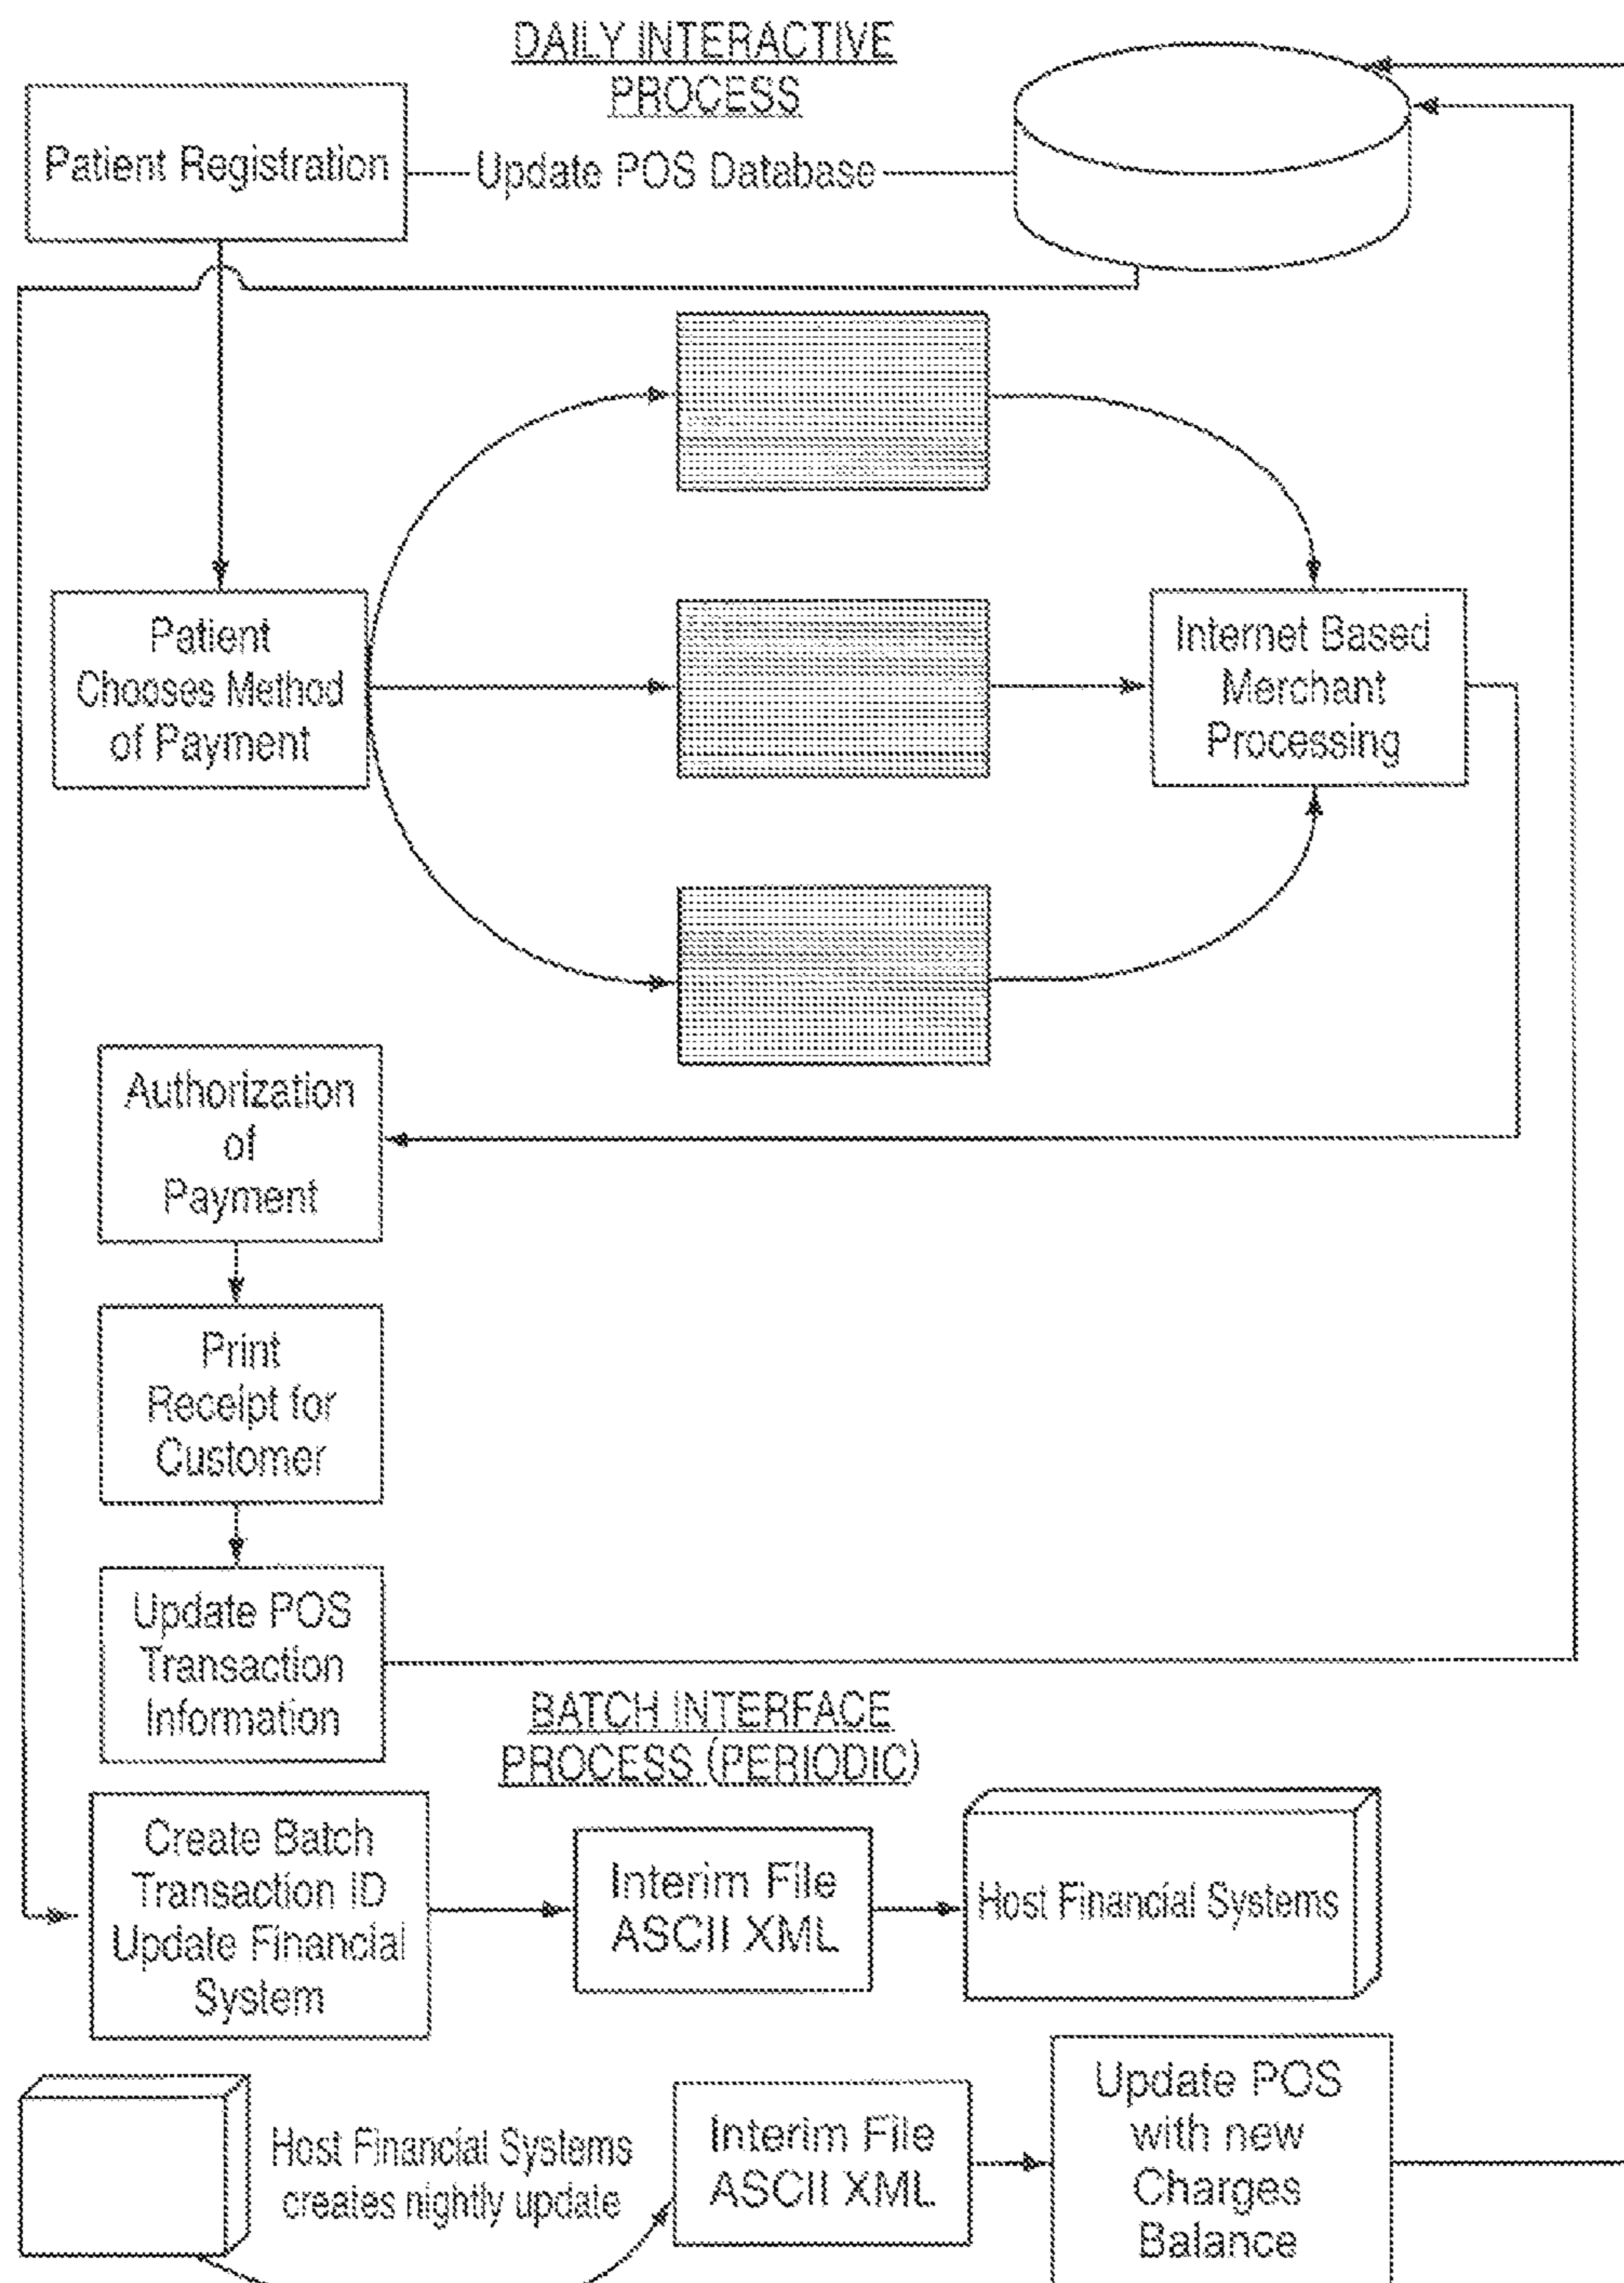 DAILY INTERACTIVE
PROCESS
Patient Registration
Update POS Database
Patient
Chooses Method
of Payment
Internet Based
Merchant
Processing
Authorization
of
Payment
Print
Receipt for
Customer
Update POS
Transaction
Information
BATCH INTERFACE
PROCESS (PERIODIC)
Create Batch
Transaction ID
Update Financial
System
Interim File
ASCII XML
Host Financial Systems
Host Financial Systems
creates nightly update
Interim File
ASCII XML
Update POS
with new
Charges
Balance